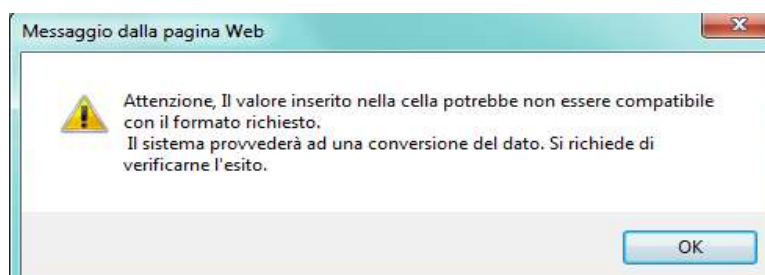 Messaggio dalla pagina Web
Attenzione, Il valore inserito nella cella potrebbe non essere compatibile
con il formato richiesto.
Il sistema provvederà ad una conversione del dato. Si richiede di
verificarne l'esito.
OK